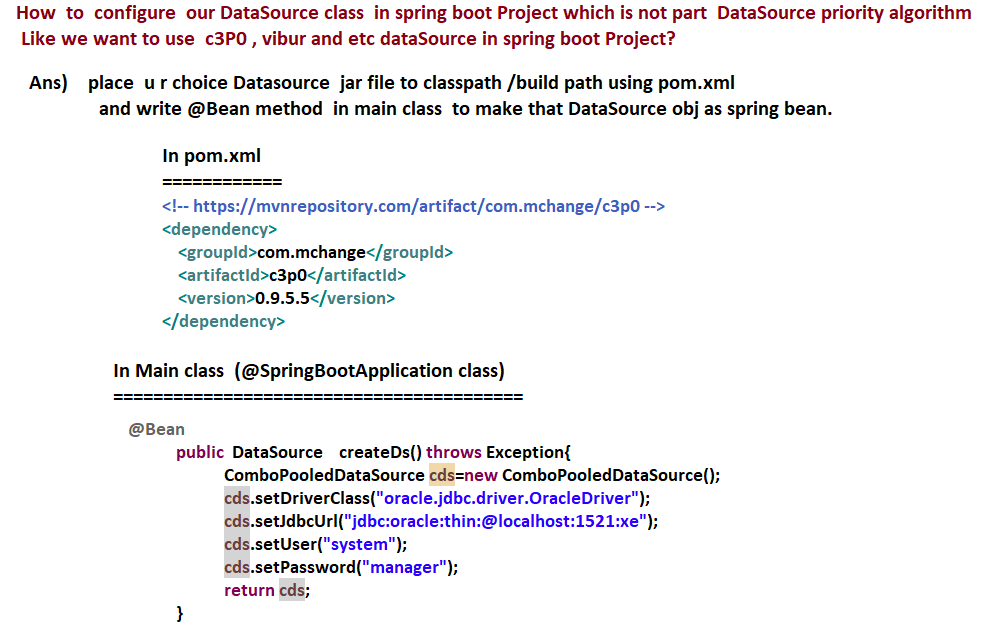 How to configure our DataSource class in spring boot Project which is not part DataSource priority algorithm
Like we want to use c3P0 , vibur and etc dataSource in spring boot Project?
Ans) place u r choice Datasource jar file to classpath /build path using pom.xml
and write @Bean method in main class to make that DataSource obj as spring bean.
In pom.xml
============
<!-- https://mvnrepository.com/artifact/com.mchange/c3p0 -->
<dependency>
<groupId>com.mchange</groupId>
<artifactId>c3p0</artifactId>
<version>0.9.5.5</version>
</dependency>
In Main class (@SpringBootApplication class)
=========================================
@Bean
public DataSource createDs() throws Exception{
ComboPooledDataSource cds=new ComboPooledDataSource();
cds.setDriverClass("oracle.jdbc.driver.OracleDriver");
cds.setJdbcUrl("jdbc:oracle:thin:@localhost:1521:xe");
cds.setUser("system");
cds.setPassword("manager");
return cds;
}